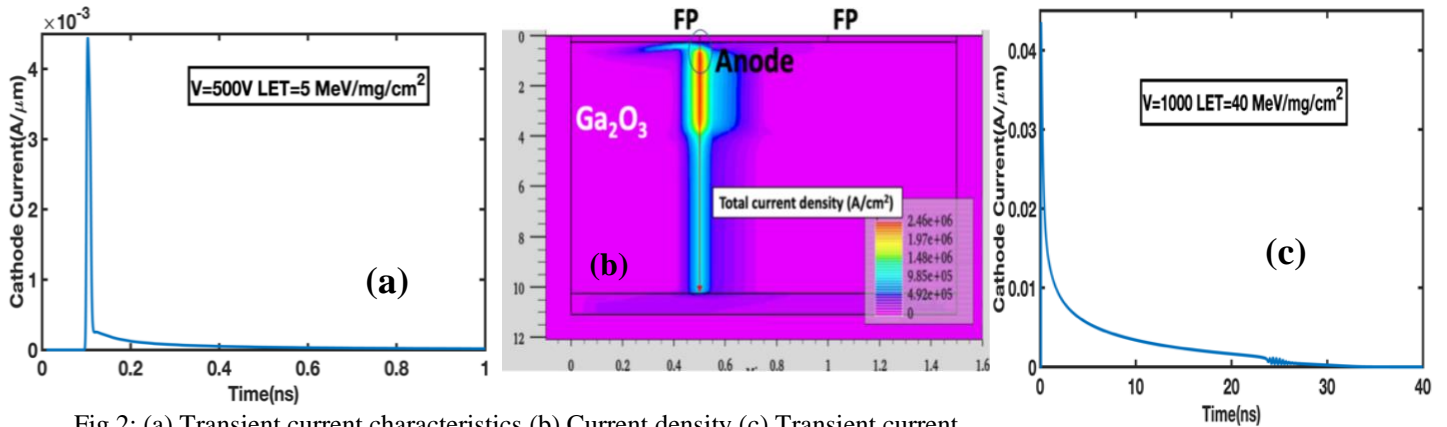 ×10⁻³
4
3
2
1
0
Cathode Current(A/μm)
V=500V LET=5 MeV/mg/cm²
(a)
0 0.2 0.4 0.6 0.8 1
Time(ns)
FP FP
Anode
Ga₂O₃
Total current density (A/cm²)
2.46e+06
1.97e+06
1.48e+06
9.85e+05
4.92e+05
0
(b)
0
2
4
6
8
10
12
0 0.2 0.4 0.6 0.8 1 1.2 1.4 1.6
0.04
0.03
0.02
0.01
0
Cathode Current(A/μm)
V=1000 LET=40 MeV/mg/cm²
(c)
0 10 20 30 40
Time(ns)
Fig 2: (a) Transient current characteristics (b) Current density (c) Transient current